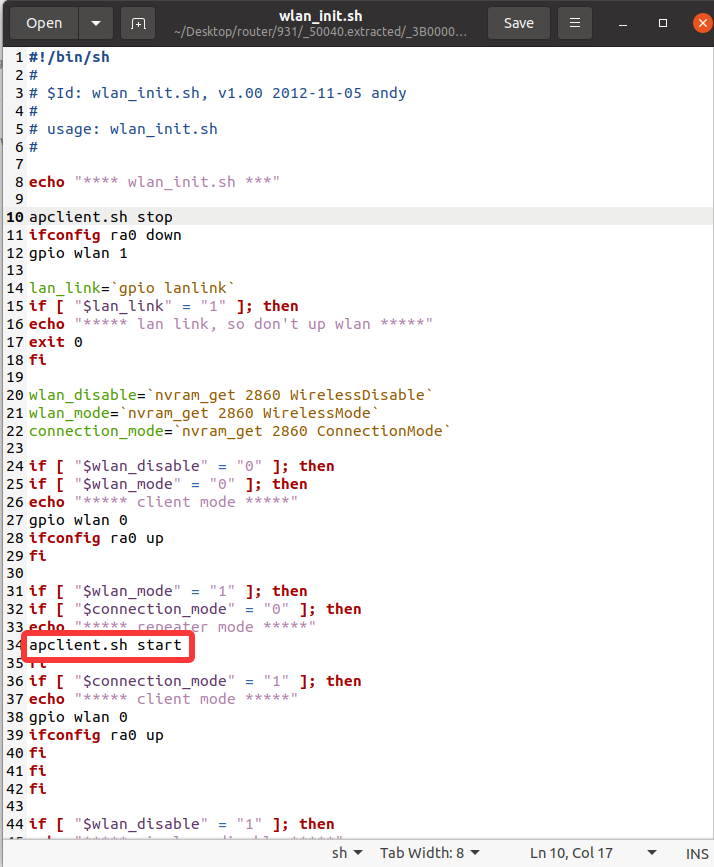 Open
wlan_init.sh
~/Desktop/router/931/_50040.extracted/_3B0000...
Save
1 #!/bin/sh
2 #
3 # $Id: wlan_init.sh, v1.00 2012-11-05 andy
4 #
5 # usage: wlan_init.sh
6 #
7
8 echo "**** wlan_init.sh ***"
9
10 apclient.sh stop
11 ifconfig ra0 down
12 gpio wlan 1
13
14 lan_link=`gpio lanlink`
15 if [ "$lan_link" = "1" ]; then
16 echo "***** lan link, so don't up wlan *****"
17 exit 0
18 fi
19
20 wlan_disable=`nvram_get 2860 WirelessDisable`
21 wlan_mode=`nvram_get 2860 WirelessMode`
22 connection_mode=`nvram_get 2860 ConnectionMode`
23
24 if [ "$wlan_disable" = "0" ]; then
25 if [ "$wlan_mode" = "0" ]; then
26 echo "***** client mode *****"
27 gpio wlan 0
28 ifconfig ra0 up
29 fi
30
31 if [ "$wlan_mode" = "1" ]; then
32 if [ "$connection_mode" = "0" ]; then
33 echo "***** repeater mode *****"
34 apclient.sh start
35 fi
36 if [ "$connection_mode" = "1" ]; then
37 echo "***** client mode *****"
38 gpio wlan 0
39 ifconfig ra0 up
40 fi
41 fi
42 fi
43
44 if [ "$wlan_disable" = "1" ]; then
sh
Tab Width: 8
Ln 10, Col 17
INS